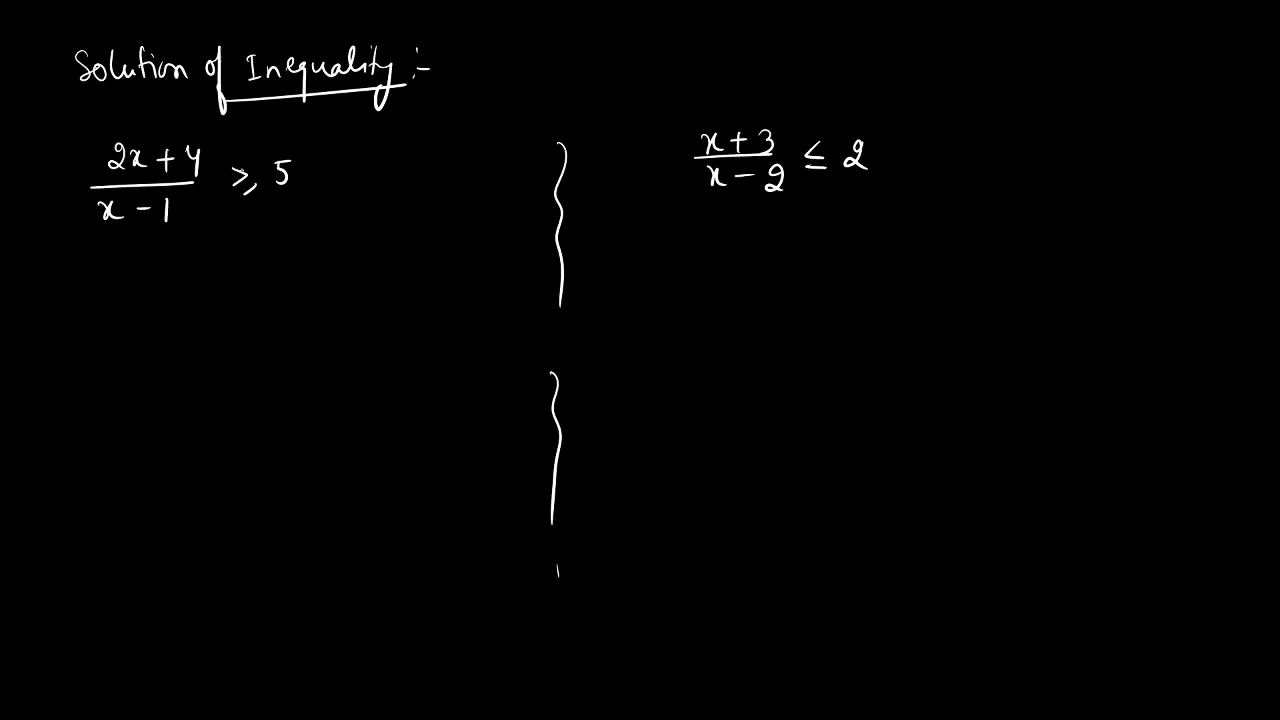 Solution of Inequality :-
2x + 4
x - 1
≥ 5
x + 3
x - 2
≤ 2